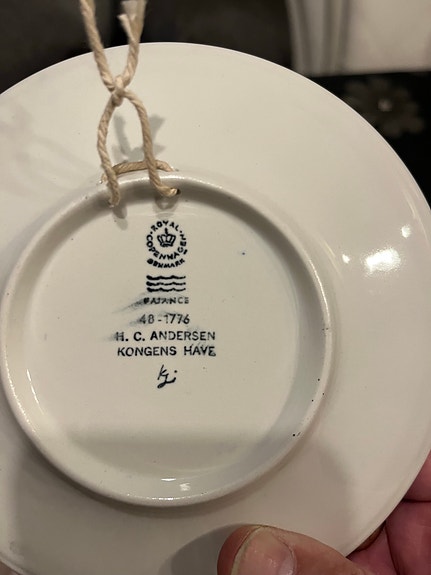 ROYAL
COPENHAGEN
DENMARK
FAJANCE
48-1776
H. C. ANDERSEN
KONGENS HAVE